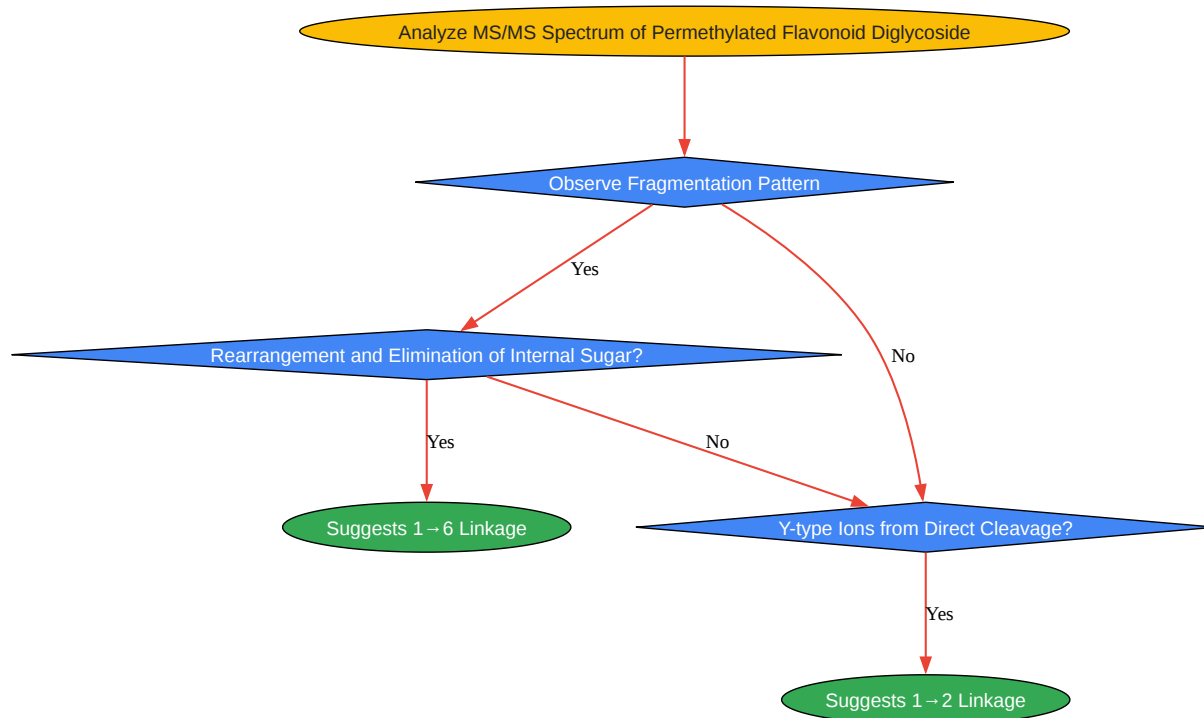 Analyze MS/MS Spectrum of Permethylated Flavonoid Diglycoside
Observe Fragmentation Pattern
Yes
No
Rearrangement and Elimination of Internal Sugar?
Yes
No
Suggests 1→6 Linkage
Y-type Ions from Direct Cleavage?
Yes
Suggests 1→2 Linkage